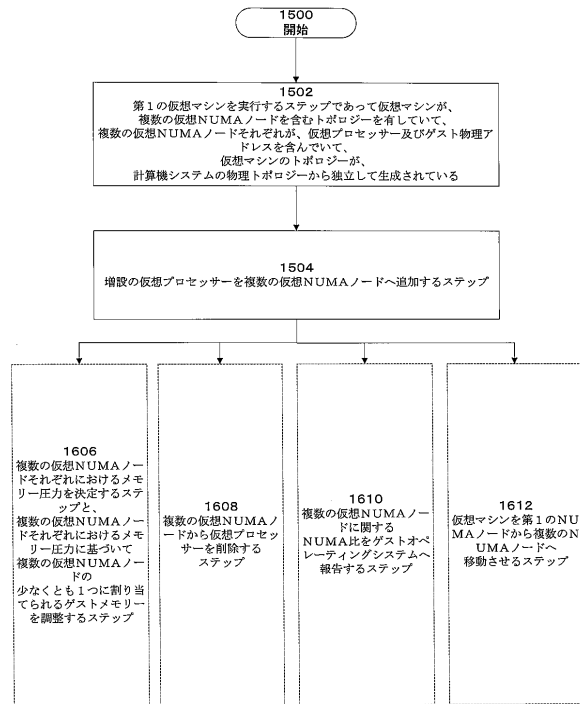 1500
開始
1502
第1の仮想マシンを実行するステップであって仮想マシンが、
複数の仮想NUMAノードを含むトポロジーを有していて、
複数の仮想NUMAノードそれぞれが、仮想プロセッサー及びゲスト物理ア
ドレスを含んでいて、
仮想マシンのトポロジーが、
計算機システムの物理トポロジーから独立して生成されている
1504
増設の仮想プロセッサーを複数の仮想NUMAノードへ追加するステップ
1606
複数の仮想NUMAノー
ドそれぞれにおけるメモ
リー圧力を決定するステ
ップと、
複数の仮想NUMAノー
ドそれぞれにおけるメモ
リー圧力に基づいて
複数の仮想NUMAノー
ドの
少なくとも1つに割り当
てられるゲストメモリー
を調整するステップ
1608
複数の仮想NUMAノ
ードから仮想プロセッ
サーを削除する
ステップ
1610
複数の仮想NUMAノー
ドに関する
NUMA比をゲストオペ
レーティングシステムへ
報告するステップ
1612
仮想マシンを第1のNU
MAノードから複数のN
UMAノードへ
移動させるステップ